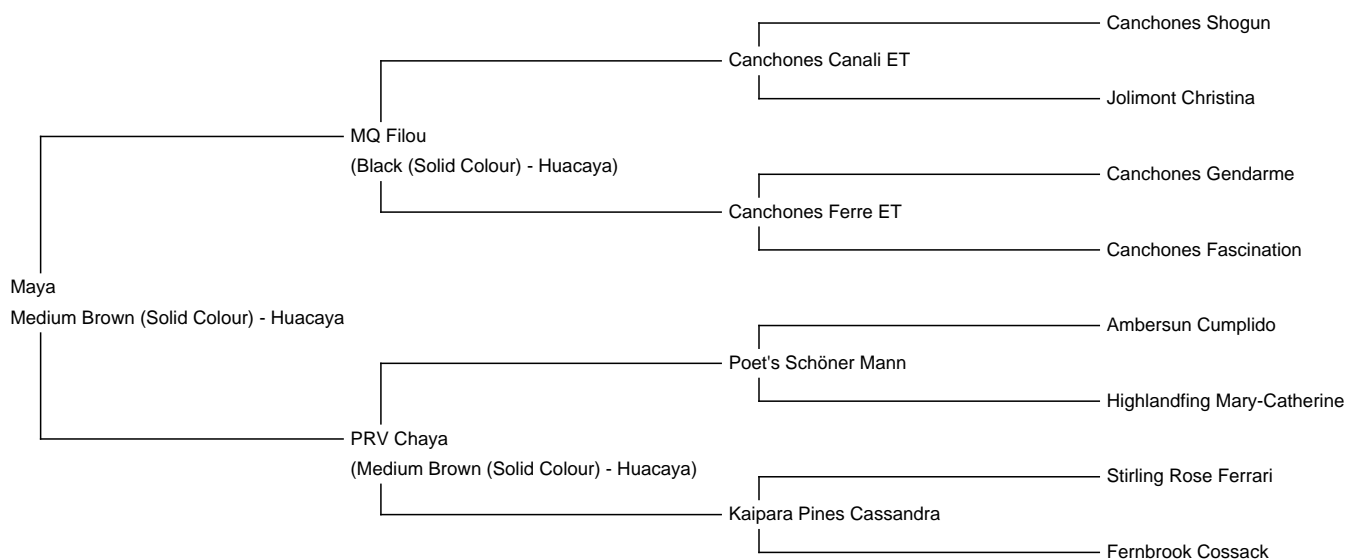 Canchones Shogun
Canchones Canali ET
Jolimont Christina
MQ Filou
(Black (Solid Colour) - Huacaya)
Canchones Gendarme
Canchones Ferre ET
Canchones Fascination
Maya
Medium Brown (Solid Colour) - Huacaya
Ambersun Cumplido
Poet's Schöner Mann
Highlandfing Mary-Catherine
PRV Chaya
(Medium Brown (Solid Colour) - Huacaya)
Stirling Rose Ferrari
Kaipara Pines Cassandra
Fernbrook Cossack